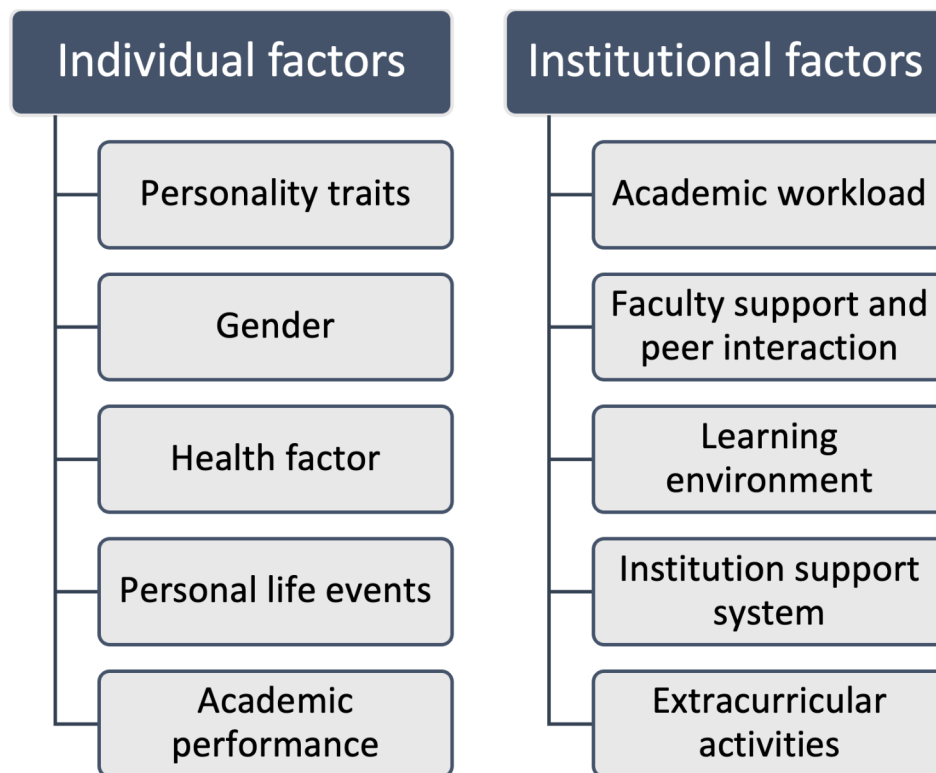 Individual factors
Personality traits
Gender
Health factor
Personal life events
Academic
performance
Institutional factors
Academic workload
Faculty support and
peer interaction
Learning
environment
Institution support
system
Extracurricular
activities